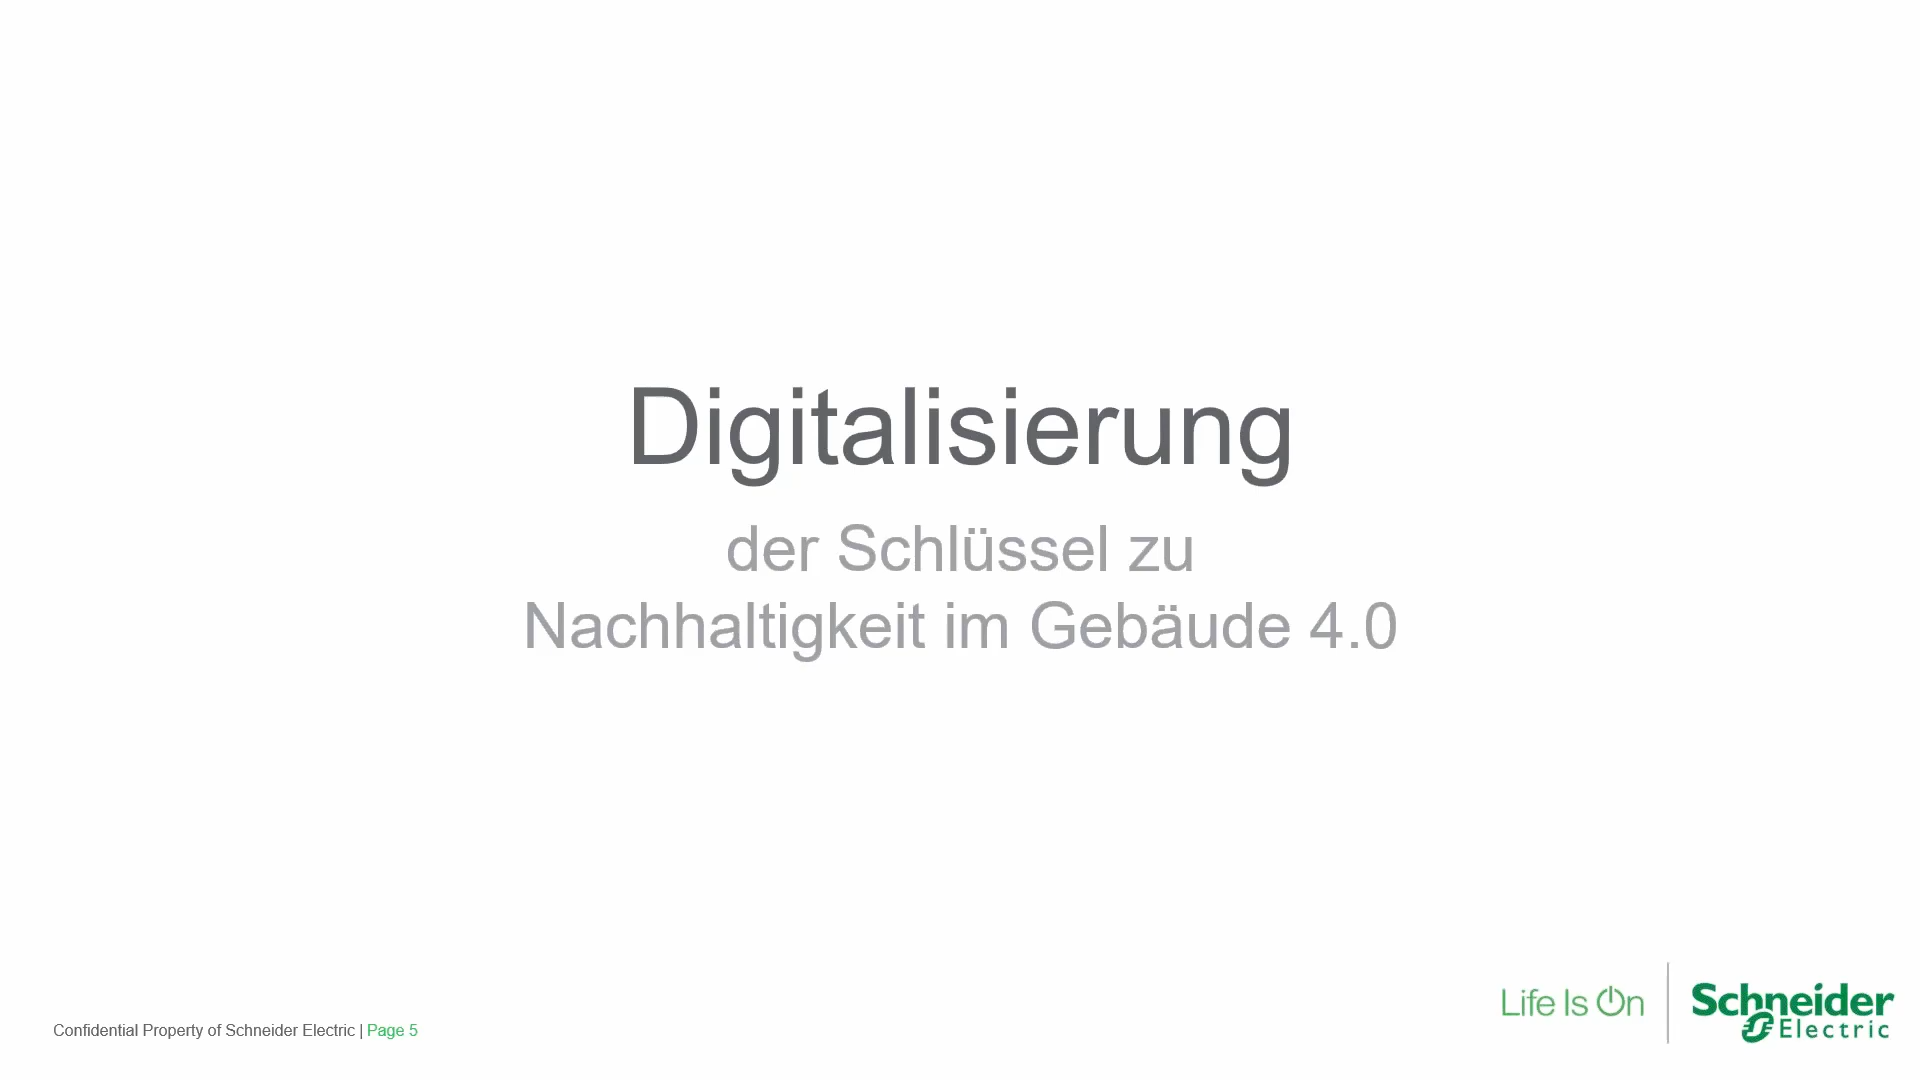 Digitalisierung
der Schlüssel zu
Nachhaltigkeit im Gebäude 4.0
Confidential Property of Schneider Electric | Page 5
Life Is On
Schneider
Electric